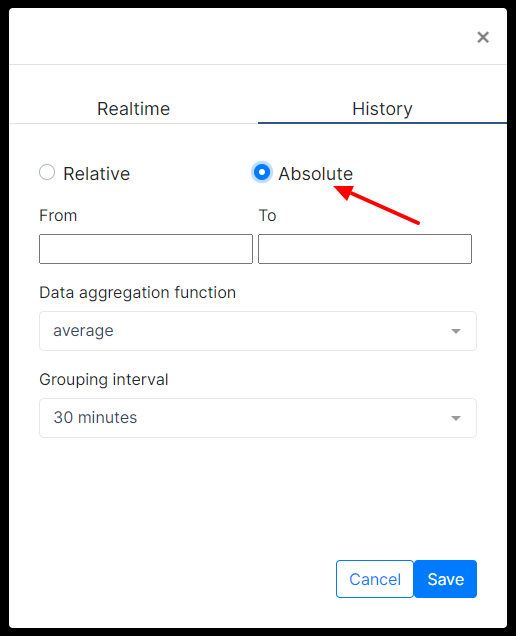 ×
Realtime History
Relative Absolute
From To
Data aggregation function
average
Grouping interval
30 minutes
Cancel Save